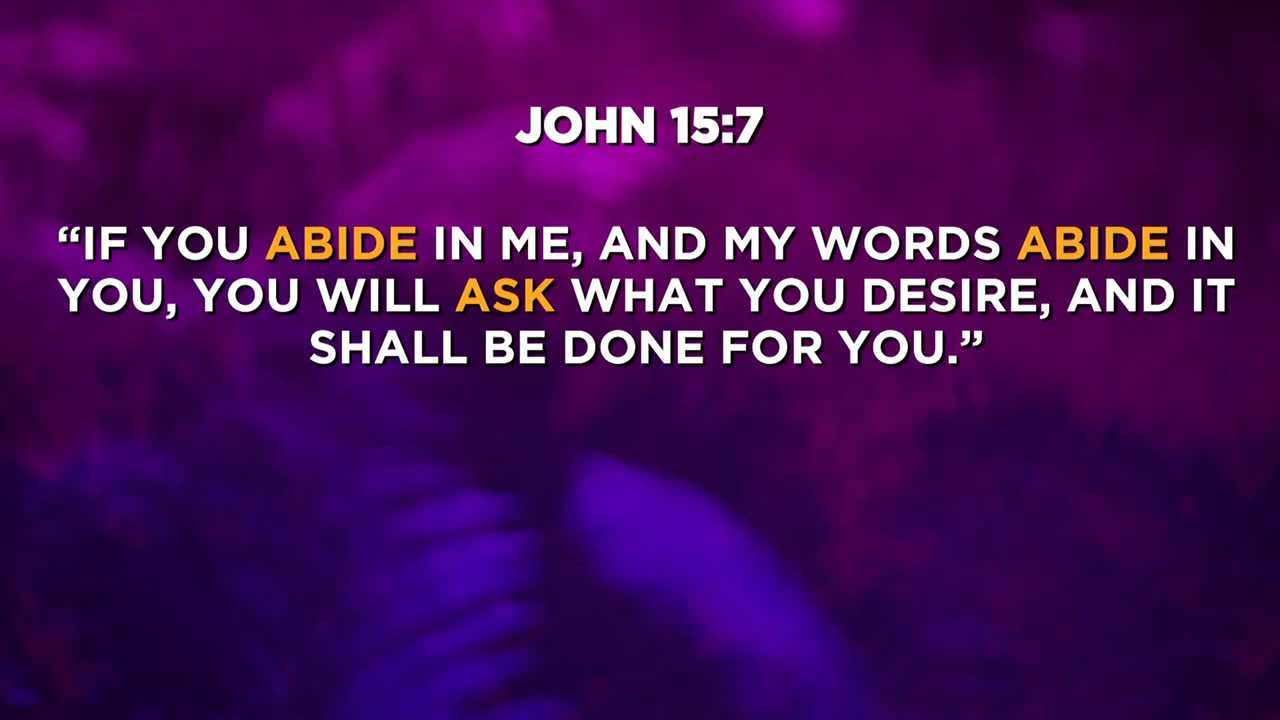 JOHN 15:7
“IF YOU ABIDE IN ME, AND MY WORDS ABIDE IN
YOU, YOU WILL ASK WHAT YOU DESIRE, AND IT
SHALL BE DONE FOR YOU.”